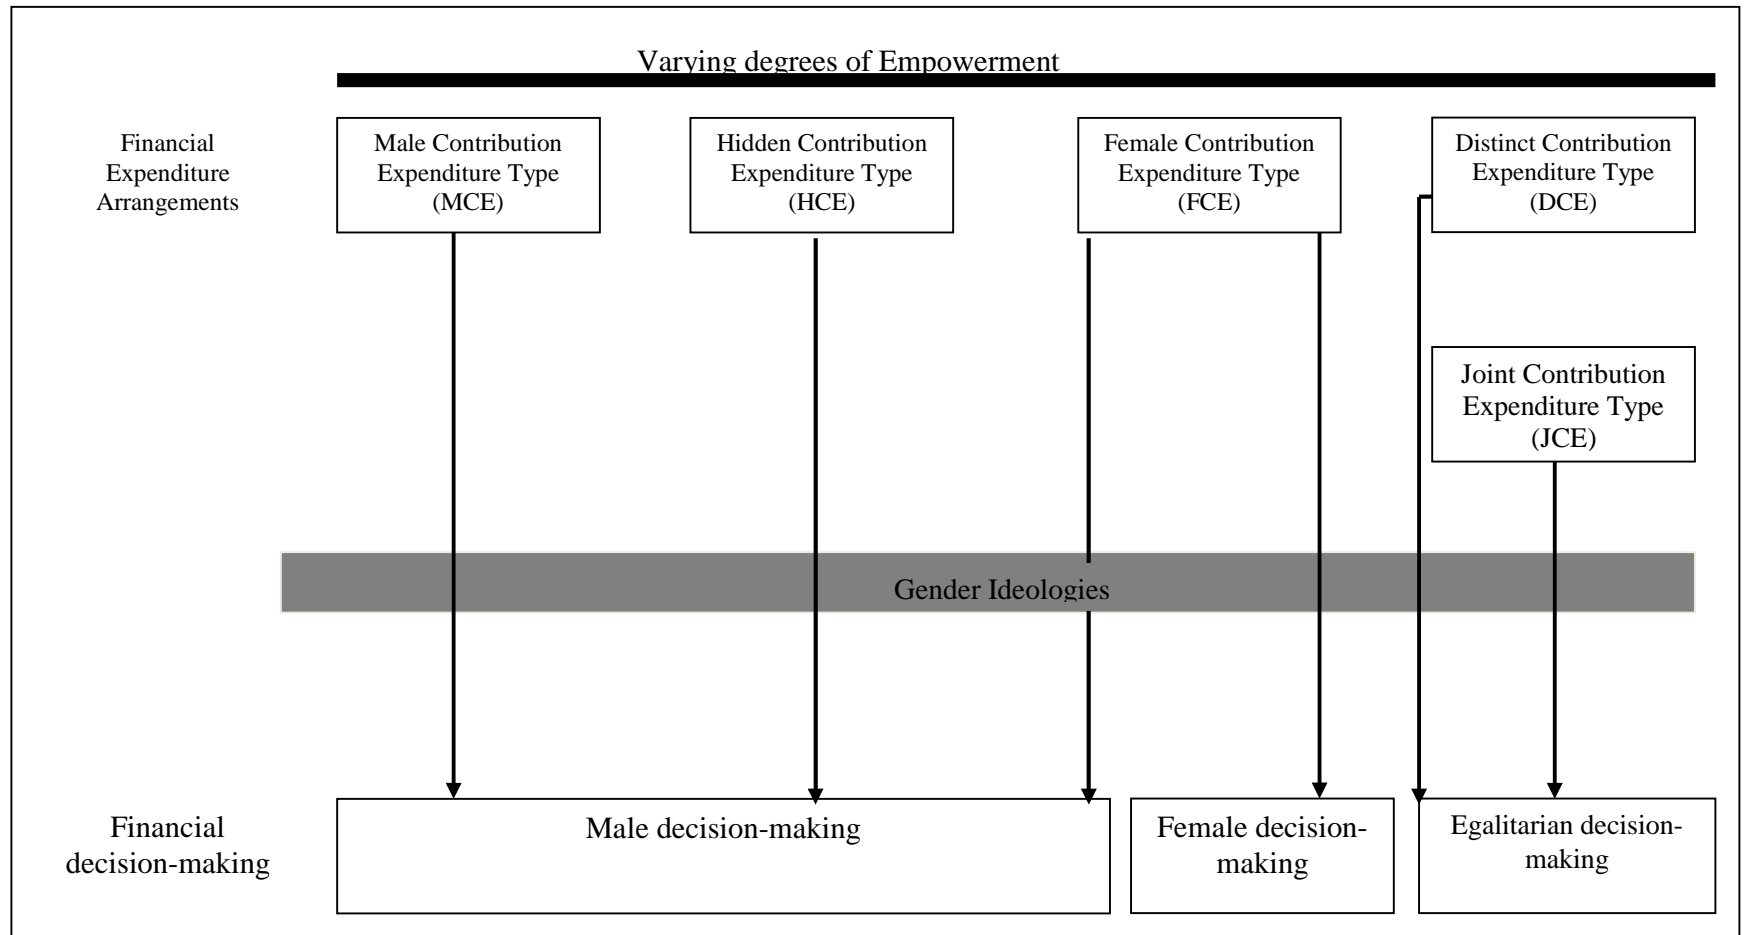 Varying degrees of Empowerment
Financial
Expenditure
Arrangements
Male Contribution
Expenditure Type
(MCE)
Hidden Contribution
Expenditure Type
(HCE)
Female Contribution
Expenditure Type
(FCE)
Distinct Contribution
Expenditure Type
(DCE)
Joint Contribution
Expenditure Type
(JCE)
Gender Ideologies
Financial
decision-making
Male decision-making
Female decision-
making
Egalitarian decision-
making